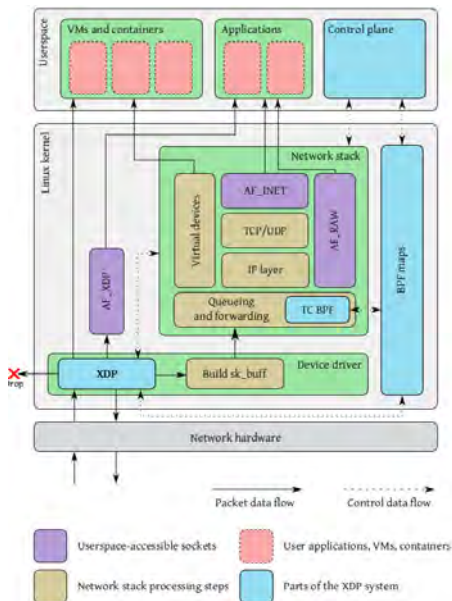 VMs and containers
Applications
Control plane
Userspace
Linux kernel
Network stack
Virtual devices
AF_INET
TCP/UDP
IP layer
AF_RAW
BPF maps
AF_XDP
Queueing
and forwarding
TC BPF
Device driver
Drop
XDP
Build sk_buff
Network hardware
Packet data flow
Control data flow
Userspace-accessible sockets
User applications, VMs, containers
Network stack processing steps
Parts of the XDP system